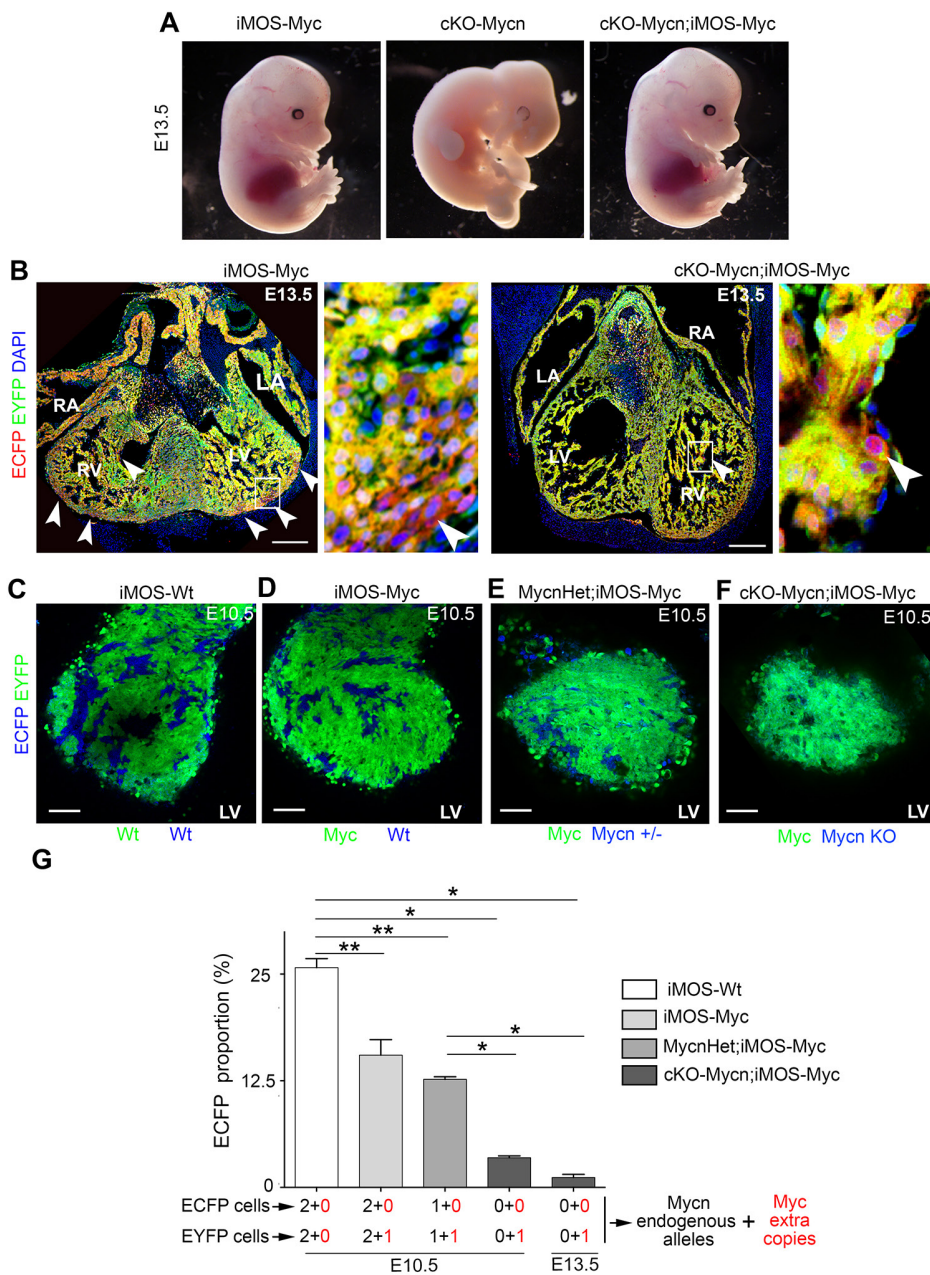 A
iMOS-Myc
cKO-Mycn
cKO-Mycn;iMOS-Myc
E13.5
B
iMOS-Myc
cKO-Mycn;iMOS-Myc
ECFP EYFP DAPI
E13.5
RA
LA
RV
LV
E13.5
LA
RA
LV
RV
C
iMOS-Wt
D
iMOS-Myc
E
MycnHet;iMOS-Myc
F
cKO-Mycn;iMOS-Myc
ECFP EYFP
E10.5
E10.5
E10.5
E10.5
LV
LV
LV
LV
Wt Wt
Myc Wt
Myc Mycn +/-
Myc Mycn KO
G
*
*
**
**
*
*
ECFP proportion (%)
25
12.5
0
iMOS-Wt
iMOS-Myc
MycnHet;iMOS-Myc
cKO-Mycn;iMOS-Myc
ECFP cells 2+0 2+0 1+0 0+0 0+0
EYFP cells 2+0 2+1 1+1 0+1 0+1
E10.5
E13.5
Mycn
endogenous
alleles
+
Myc
extra
copies